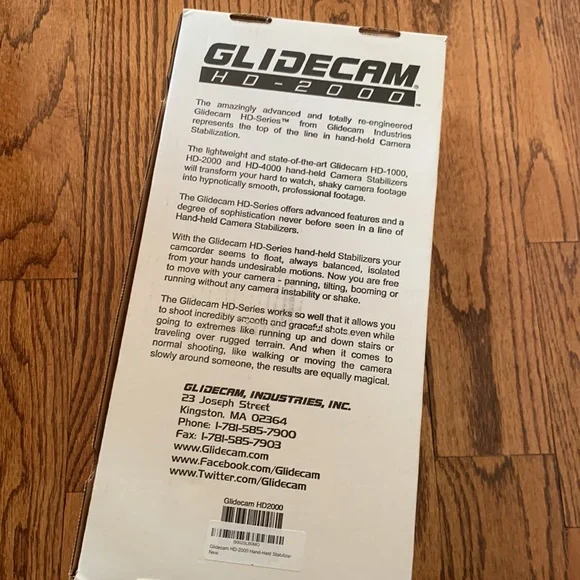 GLIDECAM®
HD-2000™
The amazingly advanced and totally re-engineered
Glidecam HD-Series™ from Glidecam Industries
represents the top of the line in hand-held Camera
Stabilization.
The lightweight and state-of-the-art Glidecam HD-1000,
HD-2000 and HD-4000 hand-held Camera Stabilizers
will transform your hard to watch, shaky camera footage
into hypnotically smooth, professional footage.
The Glidecam HD-Series offers advanced features and a
degree of sophistication never before seen in a line of
Hand-held Camera Stabilizers.
With the Glidecam HD-Series hand-held Stabilizers your
camcorder seems to float, always balanced, isolated
from your hands undesirable motions. Now you are free
to move with your camera - panning, tilting, booming or
running without any camera instability or shake.
The Glidecam HD-Series works so well that it allows you
to shoot incredibly smooth and graceful shots even while
going to extremes like running up and down stairs or
traveling over rugged terrain. And when it comes to
normal shooting, like walking or moving the camera
slowly around someone, the results are equally magical.
GLIDECAM, INDUSTRIES, INC.
23 Joseph Street
Kingston, MA 02364
Phone: 1-781-585-7900
Fax: 1-781-585-7903
www.Glidecam.com
www.Facebook.com/Glidecam
www.Twitter.com/Glidecam
Glidecam HD2000
Glidecam HD-2000 Hand-Held Stabilizer
New